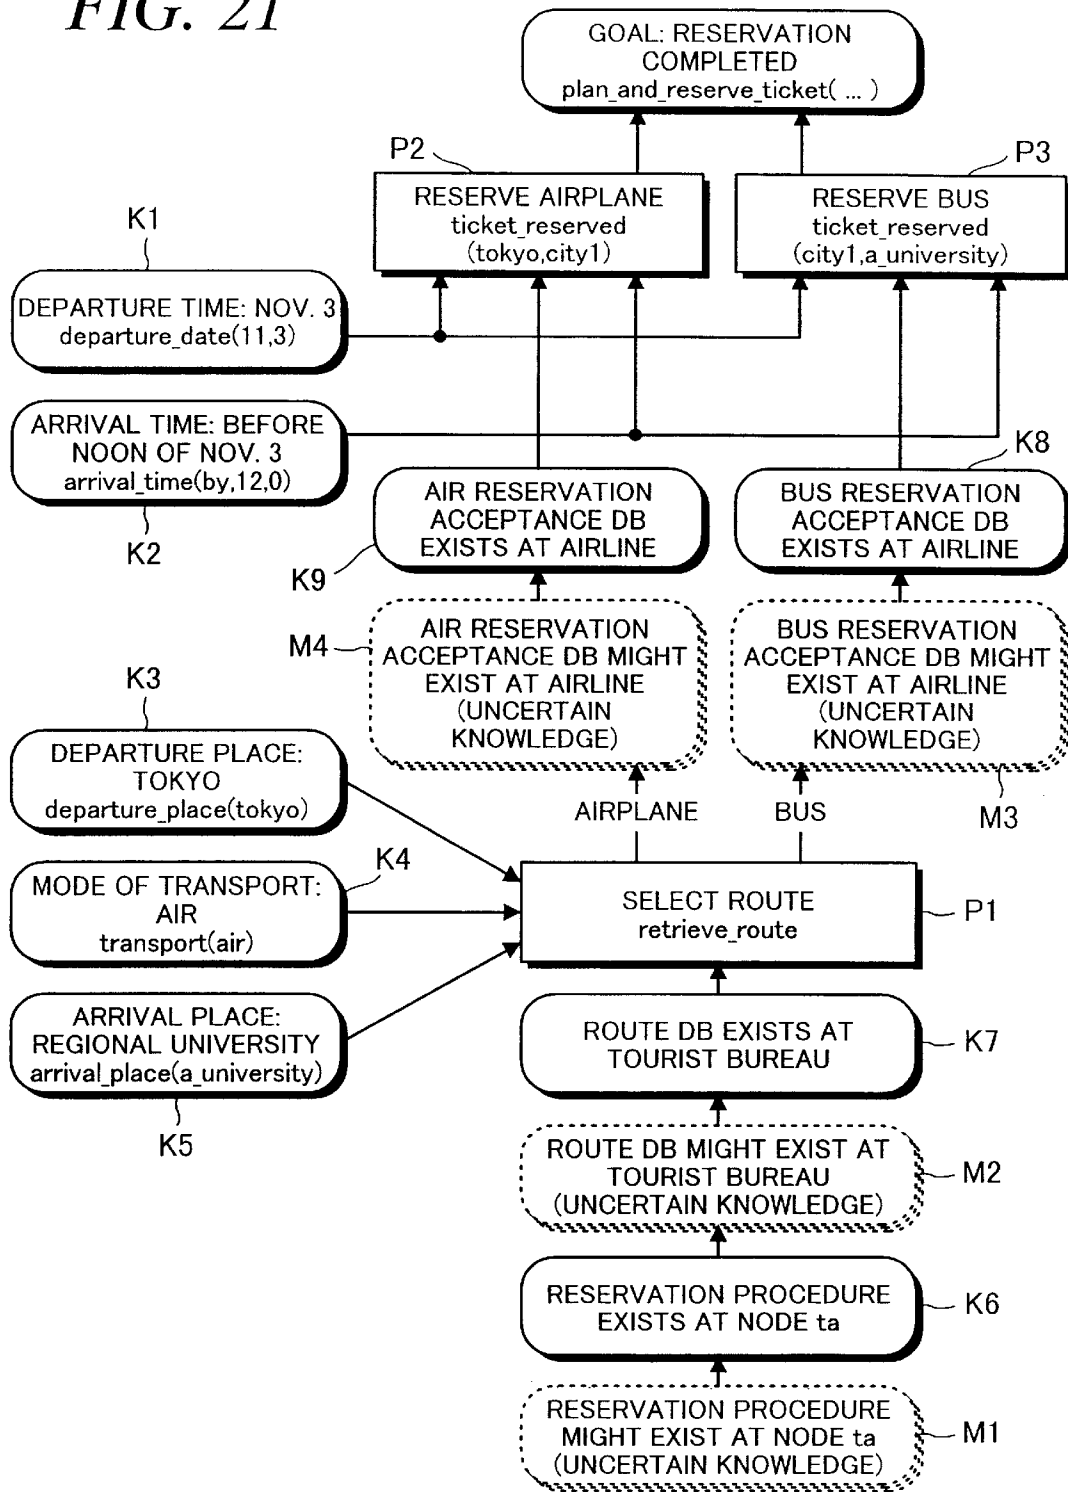 FIG. 21
GOAL: RESERVATION
COMPLETED
plan_and_reserve_ticket( ... )
P2
P3
RESERVE AIRPLANE
ticket_reserved
(tokyo,city1)
RESERVE BUS
ticket_reserved
(city1,a_university)
K1
DEPARTURE TIME: NOV. 3
departure_date(11,3)
ARRIVAL TIME: BEFORE
NOON OF NOV. 3
arrival_time(by,12,0)
K2
K8
AIR RESERVATION
ACCEPTANCE DB
EXISTS AT AIRLINE
K9
BUS RESERVATION
ACCEPTANCE DB
EXISTS AT AIRLINE
M4
AIR RESERVATION
ACCEPTANCE DB MIGHT
EXIST AT AIRLINE
(UNCERTAIN
KNOWLEDGE)
BUS RESERVATION
ACCEPTANCE DB MIGHT
EXIST AT AIRLINE
(UNCERTAIN
KNOWLEDGE)
M3
K3
DEPARTURE PLACE:
TOKYO
departure_place(tokyo)
AIRPLANE
BUS
K4
MODE OF TRANSPORT:
AIR
transport(air)
SELECT ROUTE
retrieve_route
P1
ARRIVAL PLACE:
REGIONAL UNIVERSITY
arrival_place(a_university)
K5
ROUTE DB EXISTS AT
TOURIST BUREAU
K7
ROUTE DB MIGHT EXIST AT
TOURIST BUREAU
(UNCERTAIN KNOWLEDGE)
M2
RESERVATION PROCEDURE
EXISTS AT NODE ta
K6
RESERVATION PROCEDURE
MIGHT EXIST AT NODE ta
(UNCERTAIN KNOWLEDGE)
M1